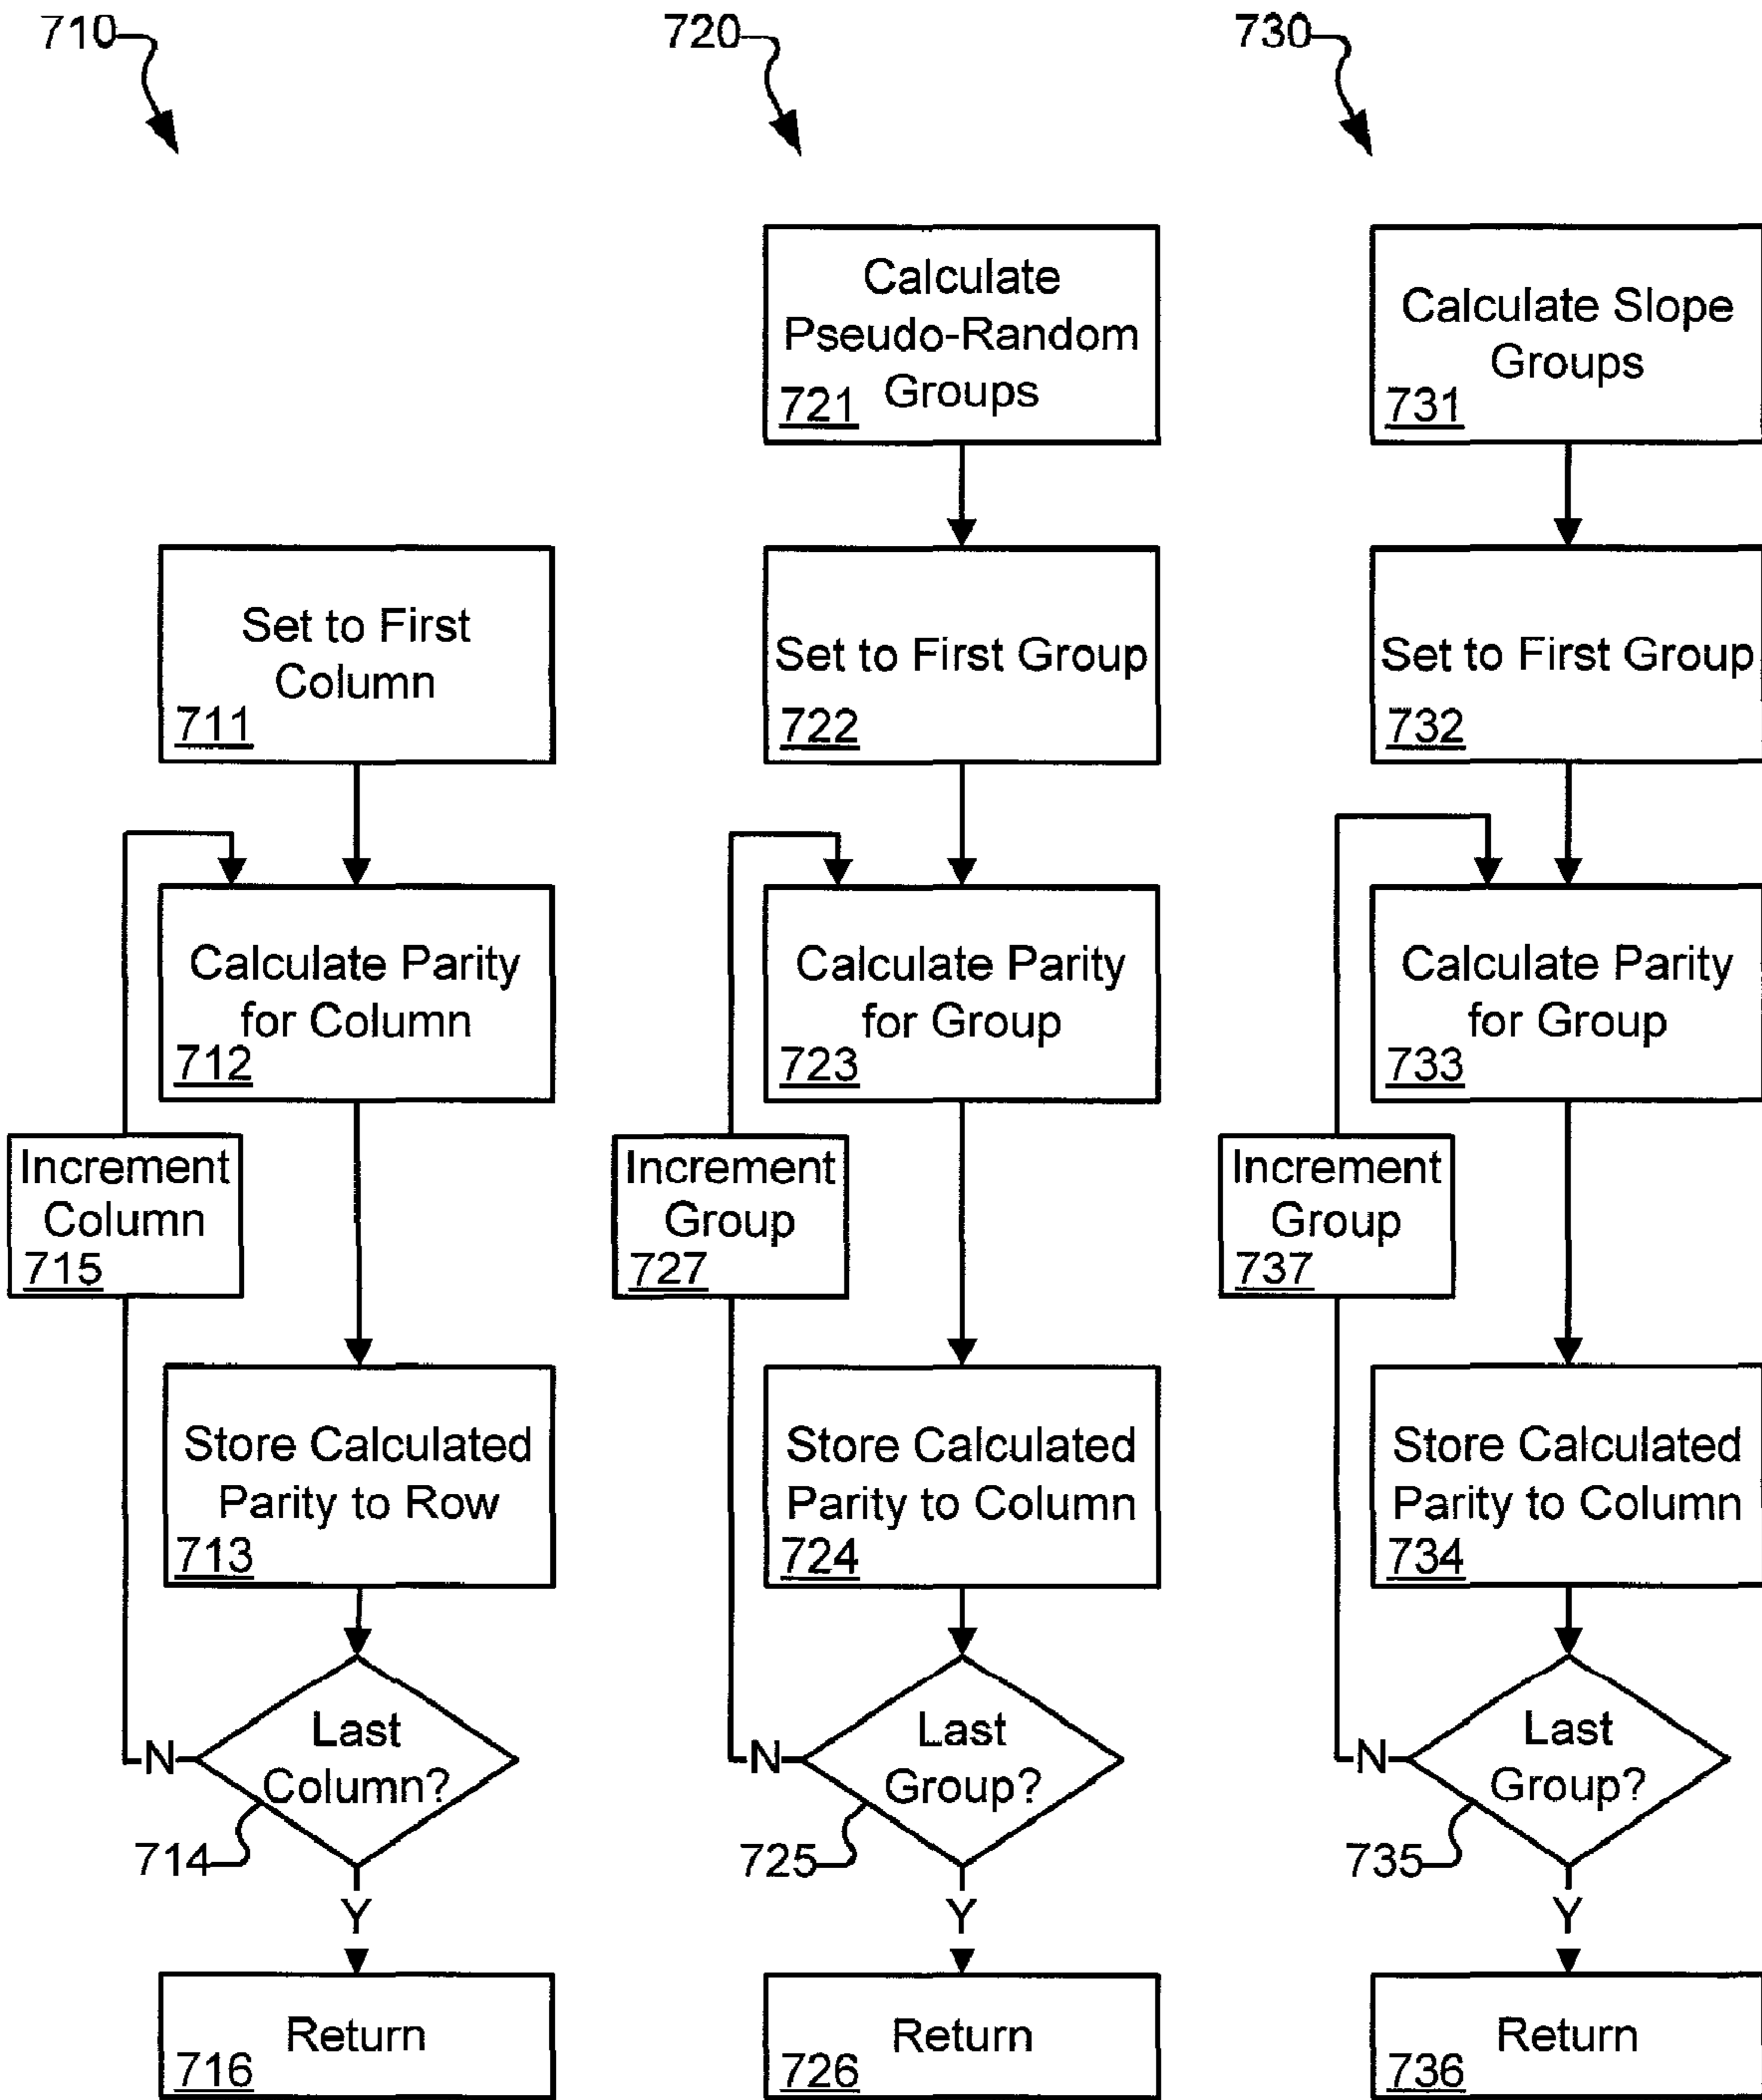 710
720
730
Set to First
Column
711
Calculate Parity
for Column
712
Increment
Column
715
Store Calculated
Parity to Row
713
Last
Column?
N
714
Y
Return
716
Calculate
Pseudo-Random
Groups
721
Set to First Group
722
Calculate Parity
for Group
723
Increment
Group
727
Store Calculated
Parity to Column
724
Last
Group?
N
725
Y
Return
726
Calculate Slope
Groups
731
Set to First Group
732
Calculate Parity
for Group
733
Increment
Group
737
Store Calculated
Parity to Column
734
Last
Group?
N
735
Y
Return
736